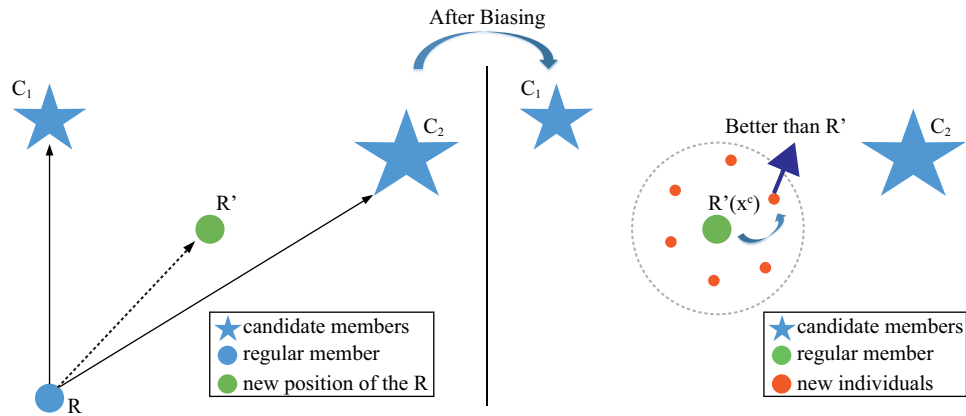 After Biasing
C₁
C₂
R’
R
candidate members
regular member
new position of the R
C₁
Better than R’
C₂
R’(xᶜ)
candidate members
regular member
new individuals